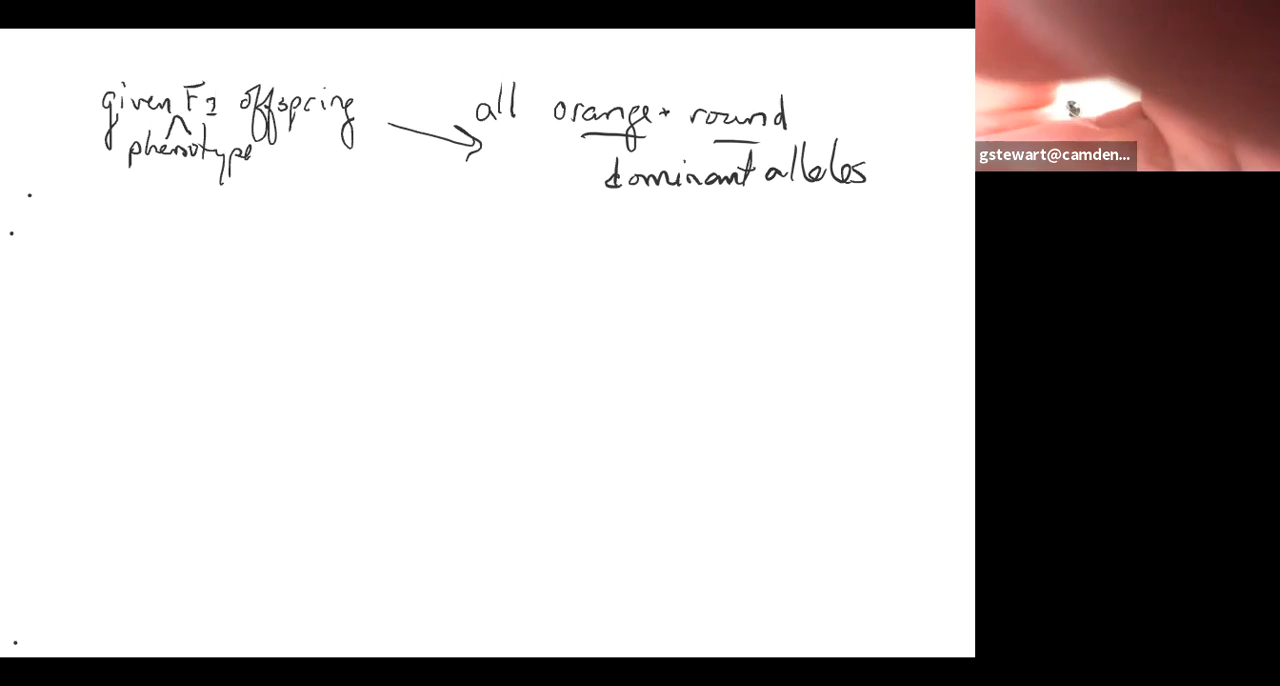 given F1 offspring
phenotype
all orange + round
dominant alleles
gstewart@camden...